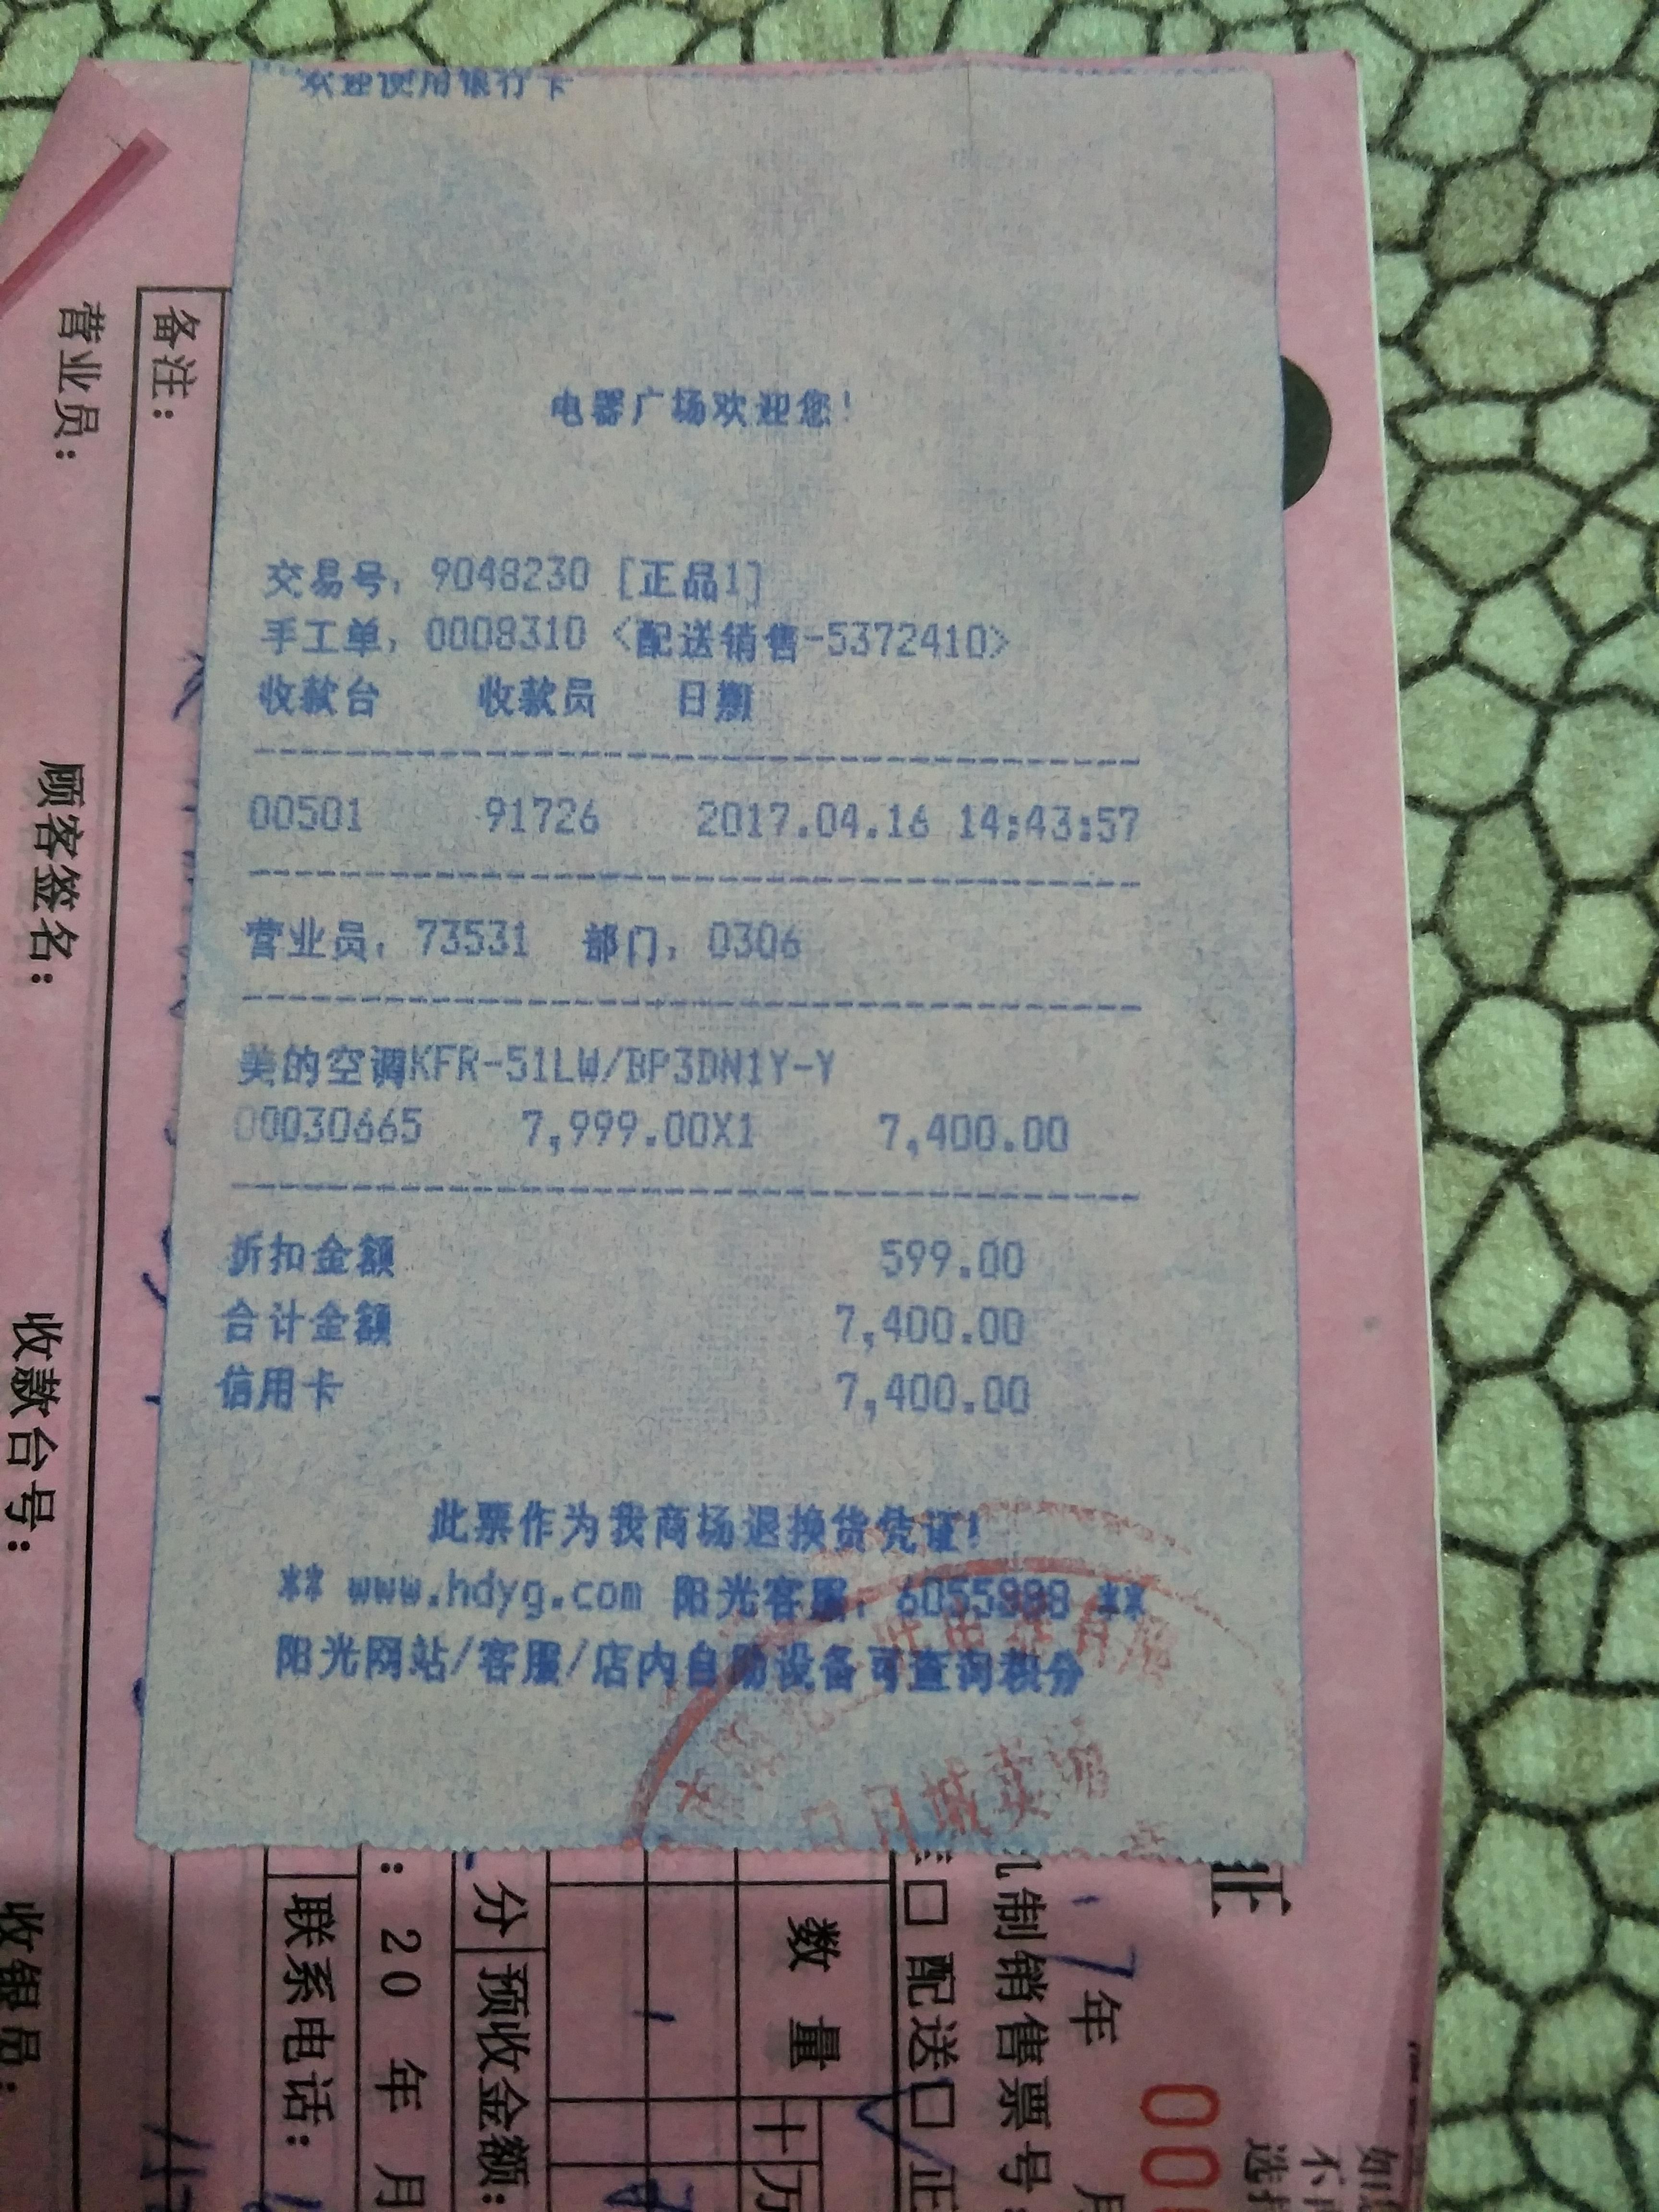 欢迎使用银行卡
电器广场欢迎您!
交易号: 9048230 [正品1]
手工单: 0008310 <配送销售-5372410>
收款台 收款员 日期
00501 91726 2017.04.16 14:43:57
营业员: 73531 部门: 0306
美的空调KFR-51LW/BP3DN1Y-Y
00030665 7,999.00X1 7,400.00
折扣金额 599.00
合计金额 7,400.00
信用卡 7,400.00
此票作为我商场退换货凭证!
** www.hdyg.com 阳光客服: 6055888 **
阳光网站/客服/店内自助设备可查询积分
备注:
营业员:
顾客签名:
收款台号:
收银员:
证
7年 月
机制销售票号:
配送 正
数量
十万
分 预收金额:
: 20 年 月
联系电话: